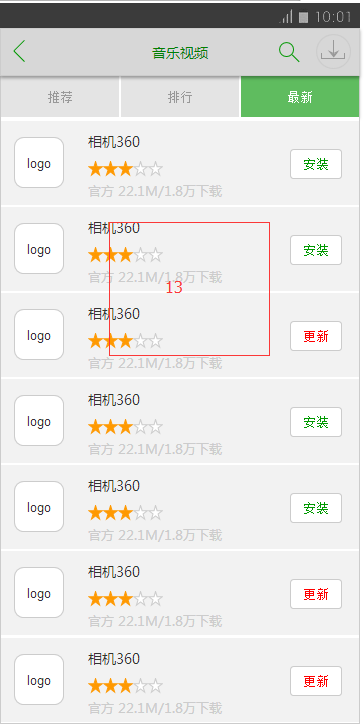 10:01
音乐视频
推荐 排行 最新
相机360
logo 安装
官方 22.1M/1.8万下载
相机360
logo 安装
官方 22.1M/1.8万下载
13
相机360
logo 更新
官方 22.1M/1.8万下载
相机360
logo 安装
官方 22.1M/1.8万下载
相机360
logo 安装
官方 22.1M/1.8万下载
相机360
logo 更新
官方 22.1M/1.8万下载
相机360
logo 更新
官方 22.1M/1.8万下载